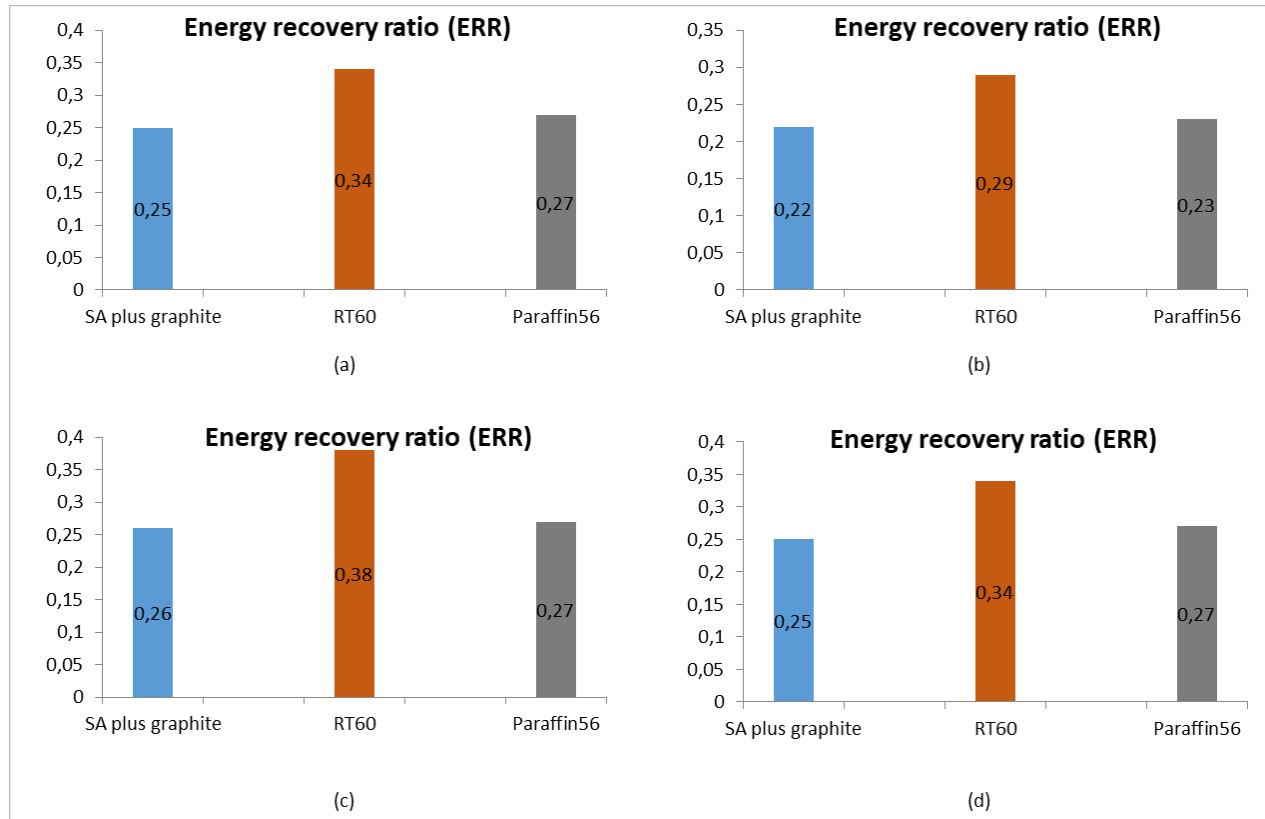 Energy recovery ratio (ERR)
0,4
0,35
0,3
0,25
0,2
0,15
0,1
0,05
0
0,25
0,34
0,27
SA plus graphite
RT60
Paraffin56
(a)
Energy recovery ratio (ERR)
0,35
0,3
0,25
0,2
0,15
0,1
0,05
0
0,22
0,29
0,23
SA plus graphite
RT60
Paraffin56
(b)
Energy recovery ratio (ERR)
0,4
0,35
0,3
0,25
0,2
0,15
0,1
0,05
0
0,26
0,38
0,27
SA plus graphite
RT60
Paraffin56
(c)
Energy recovery ratio (ERR)
0,4
0,35
0,3
0,25
0,2
0,15
0,1
0,05
0
0,25
0,34
0,27
SA plus graphite
RT60
Paraffin56
(d)